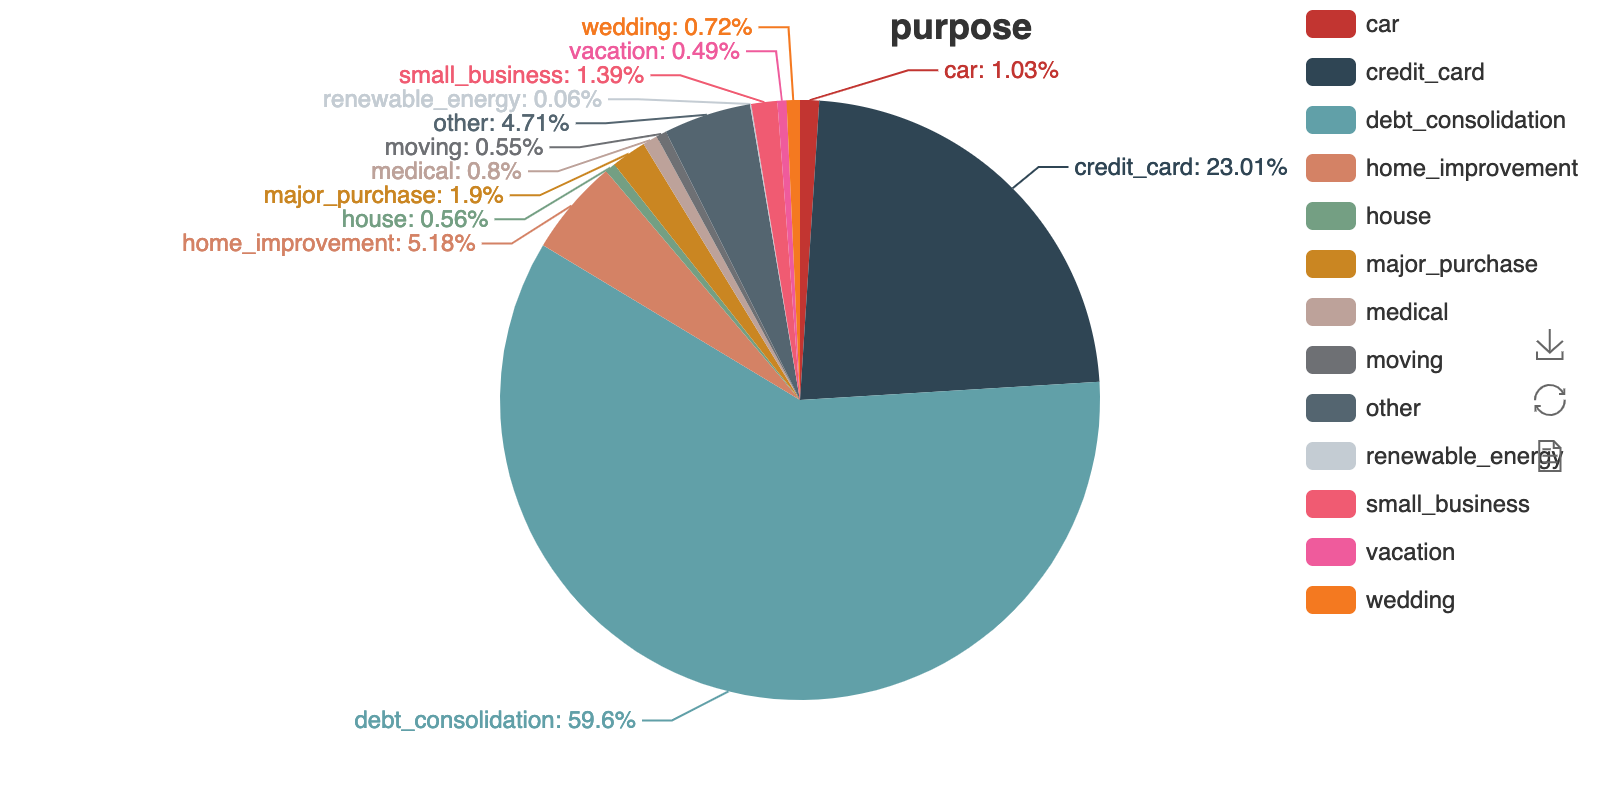 purpose
wedding: 0.72%
vacation: 0.49%
small_business: 1.39%
renewable_energy: 0.06%
other: 4.71%
moving: 0.55%
medical: 0.8%
major_purchase: 1.9%
house: 0.56%
home_improvement: 5.18%
car: 1.03%
credit_card: 23.01%
debt_consolidation: 59.6%
car
credit_card
debt_consolidation
home_improvement
house
major_purchase
medical
moving
other
renewable_energy
small_business
vacation
wedding